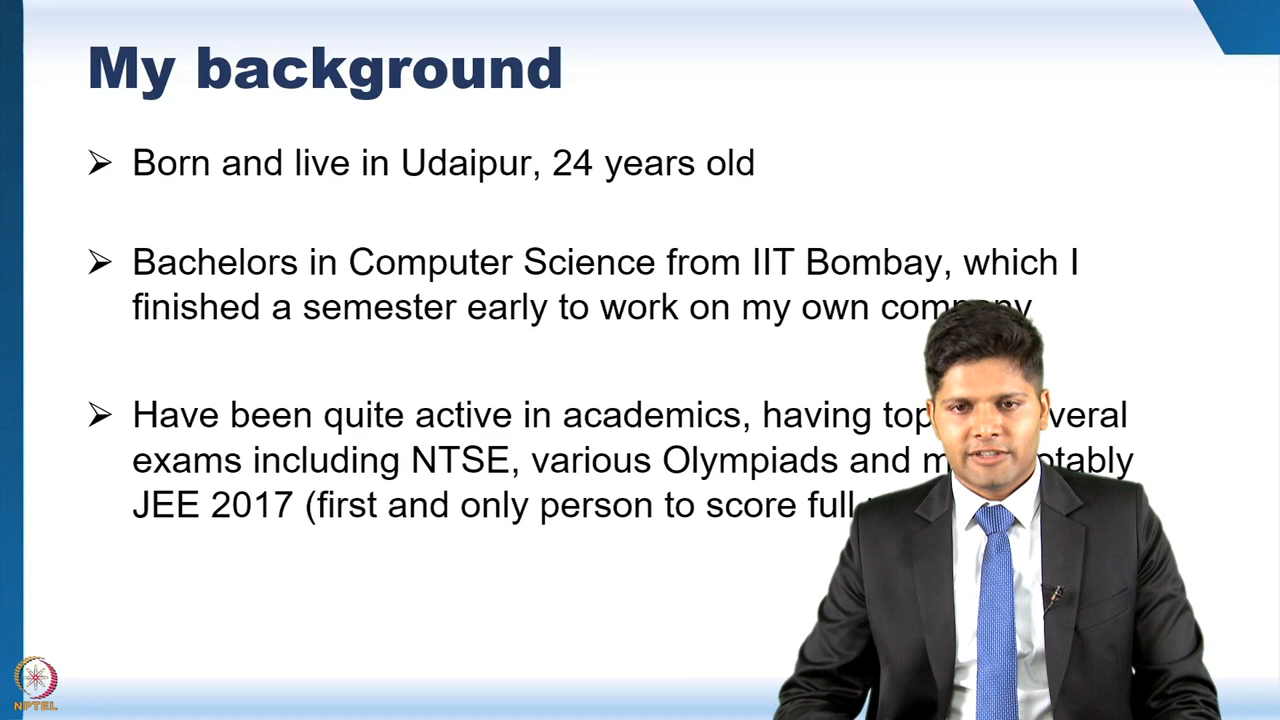 My background
➢ Born and live in Udaipur, 24 years old
➢ Bachelors in Computer Science from IIT Bombay, which I
finished a semester early to work on my own company
➢ Have been quite active in academics, having
exams including NTSE, various Olympiads and
JEE 2017 (first and only person to score full
NPTEL